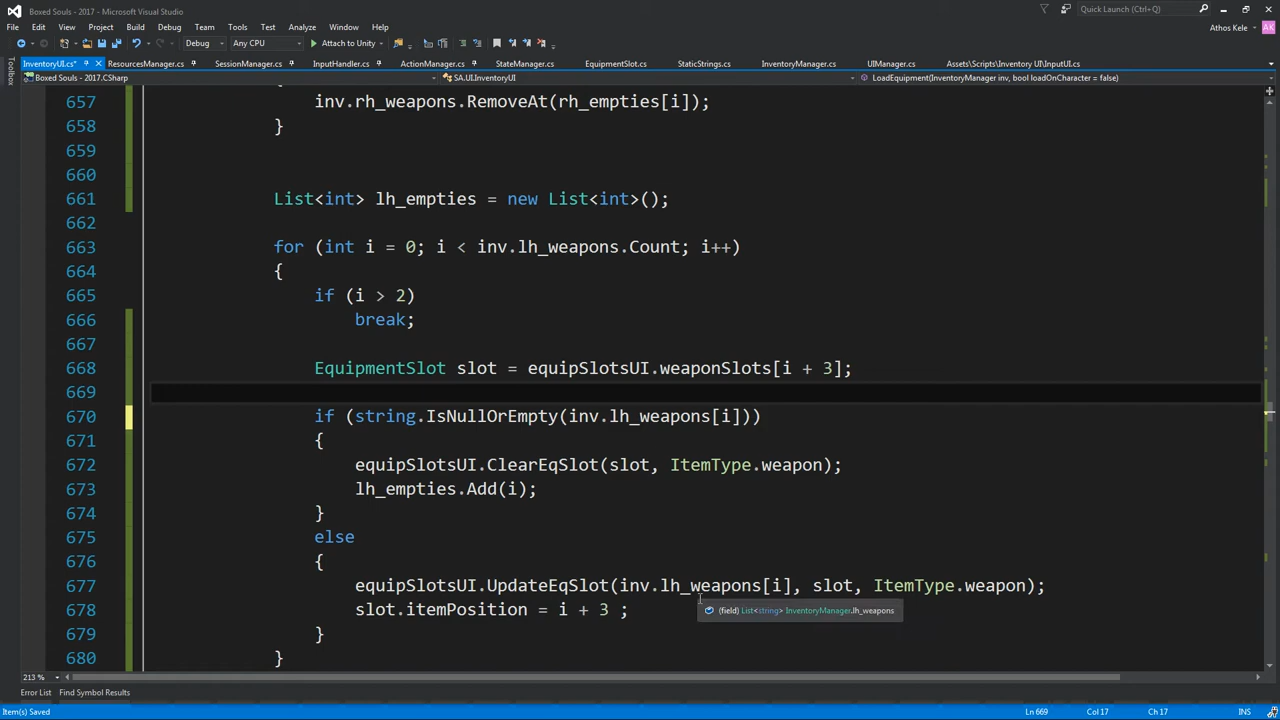 Boxed Souls - 2017 - Microsoft Visual Studio
Quick Launch (Ctrl+Q)
File Edit View Project Build Debug Team Tools Test Analyze Window Help
Athos Kele AK
Debug Any CPU Attach to Unity
InventoryUI.cs* ResourcesManager.cs SessionManager.cs InputHandler.cs ActionManager.cs StateManager.cs EquipmentSlot.cs StaticStrings.cs InventoryManager.cs UIManager.cs Assets\Scripts\Inventory UI\InputUI.cs
Boxed Souls - 2017.CSharp SA.UI.InventoryUI LoadEquipment(InventoryManager inv, bool loadOnCharacter = false)
Toolbox
657 inv.rh_weapons.RemoveAt(rh_empties[i]);
658 }
659
660
661 List<int> lh_empties = new List<int>();
662
663 for (int i = 0; i < inv.lh_weapons.Count; i++)
664 {
665 if (i > 2)
666 break;
667
668 EquipmentSlot slot = equipSlotsUI.weaponSlots[i + 3];
669
670 if (string.IsNullOrEmpty(inv.lh_weapons[i]))
671 {
672 equipSlotsUI.ClearEqSlot(slot, ItemType.weapon);
673 lh_empties.Add(i);
674 }
675 else
676 {
677 equipSlotsUI.UpdateEqSlot(inv.lh_weapons[i], slot, ItemType.weapon);
678 slot.itemPosition = i + 3 ;
(field) List<string> InventoryManager.lh_weapons
679 }
680 }
213 %
Error List Find Symbol Results
Item(s) Saved Ln 669 Col 17 Ch 17 INS